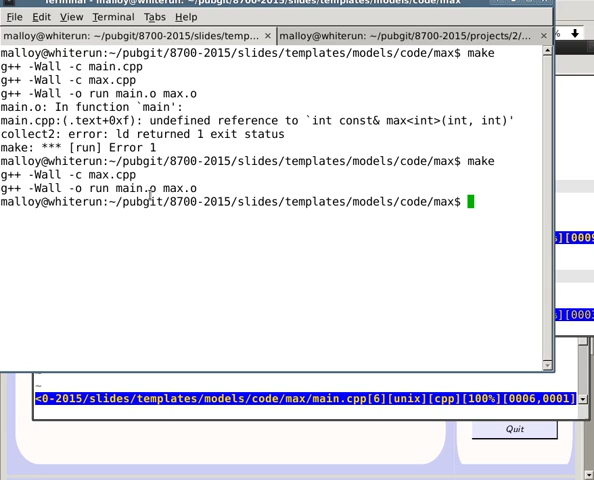 Terminal - malloy@whiterun: ~/pubgit/8700-2015/slides/templates/models/code/max
File Edit View Terminal Tabs Help
malloy@whiterun: ~/pubgit/8700-2015/slides/temp... × malloy@whiterun: ~/pubgit/8700-2015/projects/2/... ×
malloy@whiterun:~/pubgit/8700-2015/slides/templates/models/code/max$ make
g++ -Wall -c main.cpp
g++ -Wall -c max.cpp
g++ -Wall -o run main.o max.o
main.o: In function `main':
main.cpp:(.text+0xf): undefined reference to `int const& max<int>(int, int)'
collect2: error: ld returned 1 exit status
make: *** [run] Error 1
malloy@whiterun:~/pubgit/8700-2015/slides/templates/models/code/max$ make
g++ -Wall -c max.cpp
g++ -Wall -o run main.o max.o
malloy@whiterun:~/pubgit/8700-2015/slides/templates/models/code/max$
][0009
][0003
~
<0-2015/slides/templates/models/code/max/main.cpp[6][unix][cpp][100%][0006,0001]
Quit